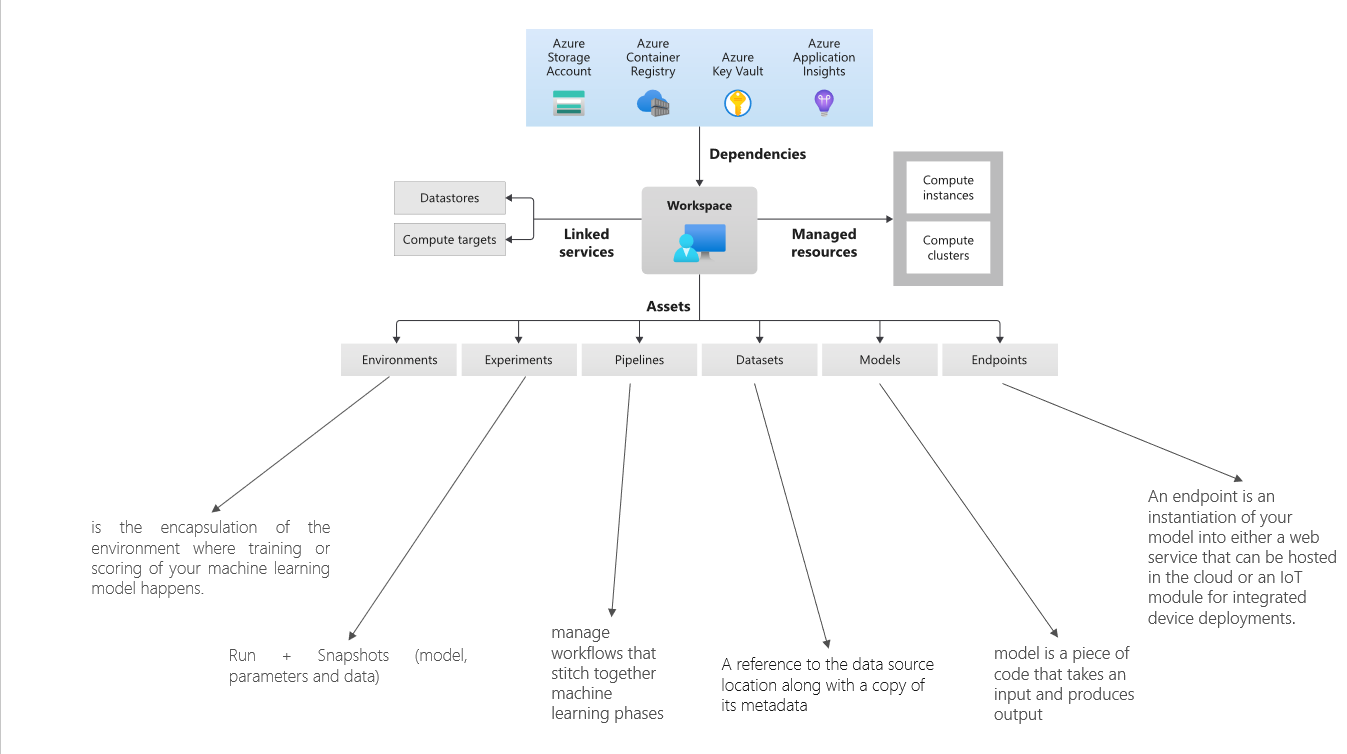 Azure
Storage
Account
Azure
Container
Registry
Azure
Key Vault
Azure
Application
Insights
Dependencies
Datastores
Compute targets
Linked
services
Workspace
Managed
resources
Compute
instances
Compute
clusters
Assets
Environments
Experiments
Pipelines
Datasets
Models
Endpoints
is the encapsulation of the
environment where training or
scoring of your machine learning
model happens.
Run + Snapshots (model,
parameters and data)
manage
workflows that
stitch together
machine
learning phases
A reference to the data source
location along with a copy of
its metadata
model is a piece of
code that takes an
input and produces
output
An endpoint is an
instantiation of your
model into either a web
service that can be hosted
in the cloud or an IoT
module for integrated
device deployments.